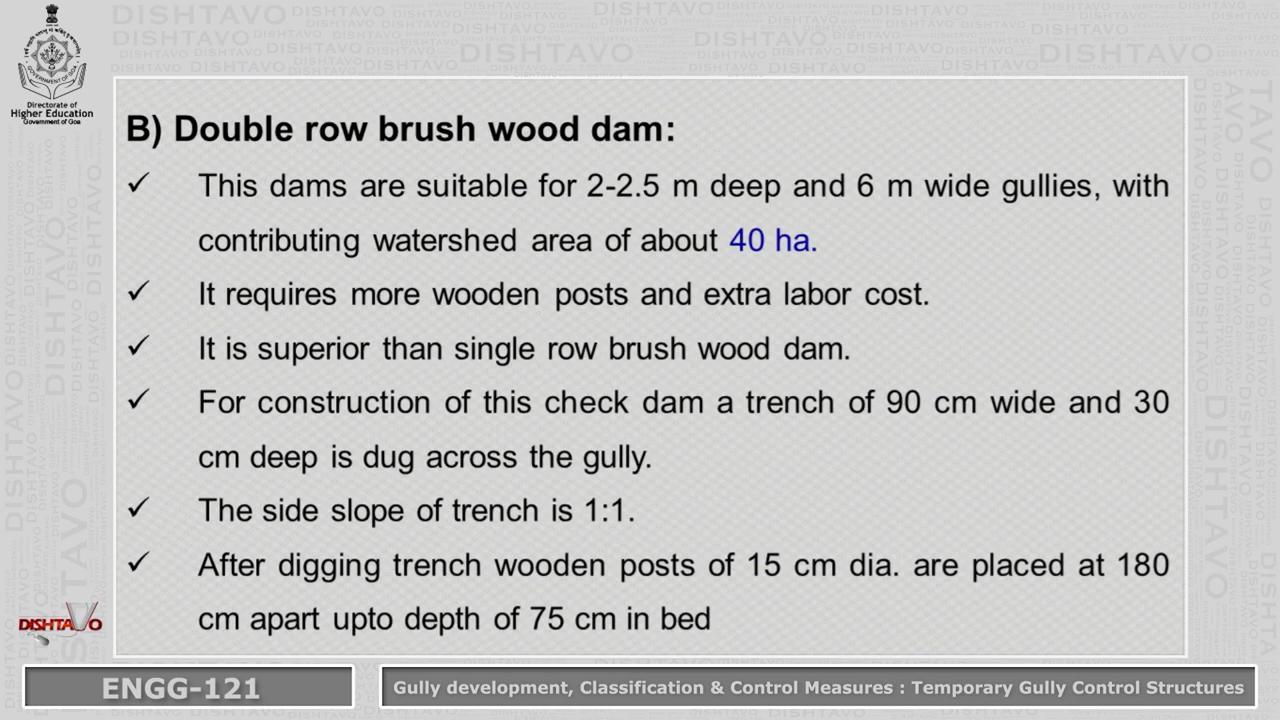 Directorate of
Higher Education
Government of Goa
B) Double row brush wood dam:
✓ This dams are suitable for 2-2.5 m deep and 6 m wide gullies, with
contributing watershed area of about 40 ha.
✓ It requires more wooden posts and extra labor cost.
✓ It is superior than single row brush wood dam.
✓ For construction of this check dam a trench of 90 cm wide and 30
cm deep is dug across the gully.
✓ The side slope of trench is 1:1.
✓ After digging trench wooden posts of 15 cm dia. are placed at 180
cm apart upto depth of 75 cm in bed
DISHTAVO
ENGG-121
Gully development, Classification & Control Measures : Temporary Gully Control Structures